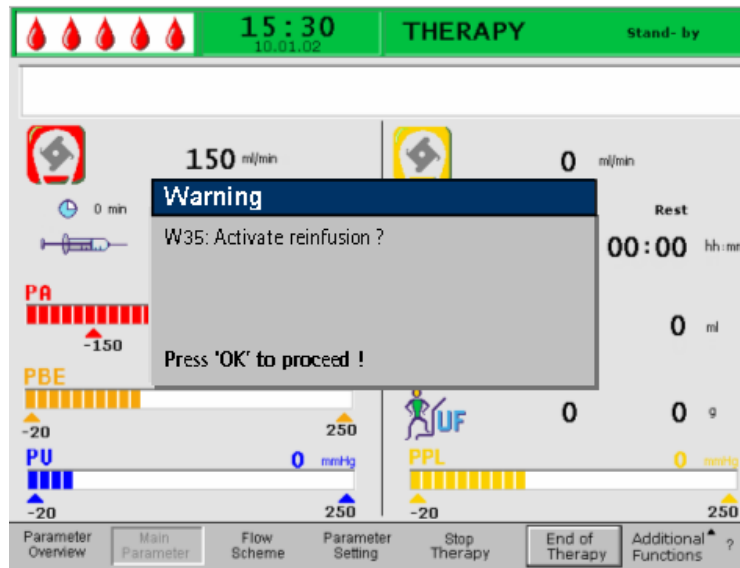 15:30
10.01.02
THERAPY
Stand- by
150 ml/min
0 ml/min
0 min
Rest
Warning
W35: Activate reinfusion ?
Press 'OK' to proceed !
00:00 hh:mm
PA
-150
0 ml
PBE
-20
250
UF
0
0 g
PV
0 mmHg
-20
250
PPL
0 mmHg
-20
250
Parameter Overview
Main Parameter
Flow Scheme
Parameter Setting
Stop Therapy
End of Therapy
Additional Functions
?